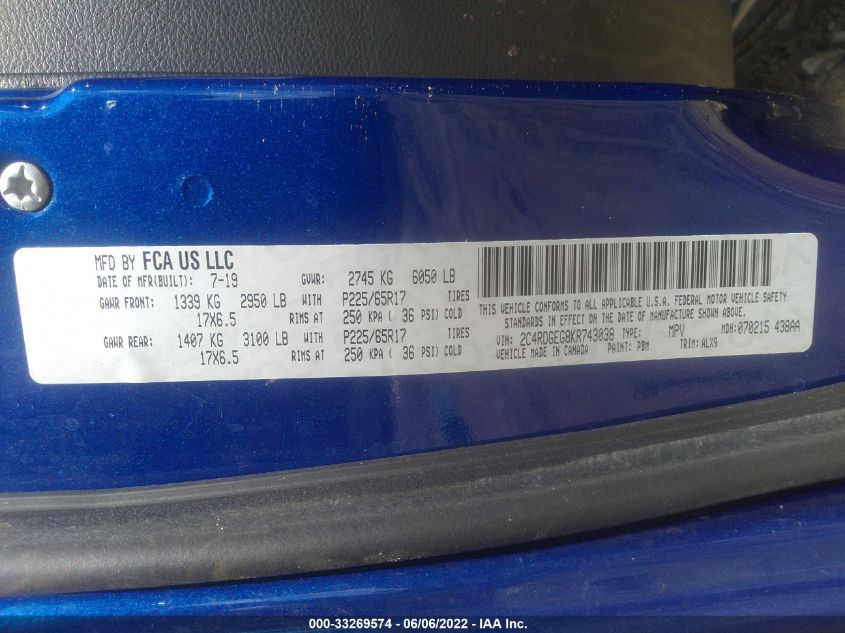 MFD BY FCA US LLC
DATE OF MFR(BUILT): 7-19 GVWR: 2745 KG 6050 LB
GAWR FRONT: 1339 KG 2950 LB WITH P225/65R17 TIRES
17X6.5 RIMS AT 250 KPA ( 36 PSI) COLD
GAWR REAR: 1407 KG 3100 LB WITH P225/65R17 TIRES
17X6.5 RIMS AT 250 KPA ( 36 PSI) COLD
THIS VEHICLE CONFORMS TO ALL APPLICABLE U.S.A. FEDERAL MOTOR VEHICLE SAFETY
STANDARDS IN EFFECT ON THE DATE OF MANUFACTURE SHOWN ABOVE.
VIN: 2C4RDGEG8KR743038 TYPE: MPV MDH: 070215 438AA
VEHICLE MADE IN CANADA PAINT: PBM TRIM: ALX9
000-33269574 - 06/06/2022 - IAA Inc.